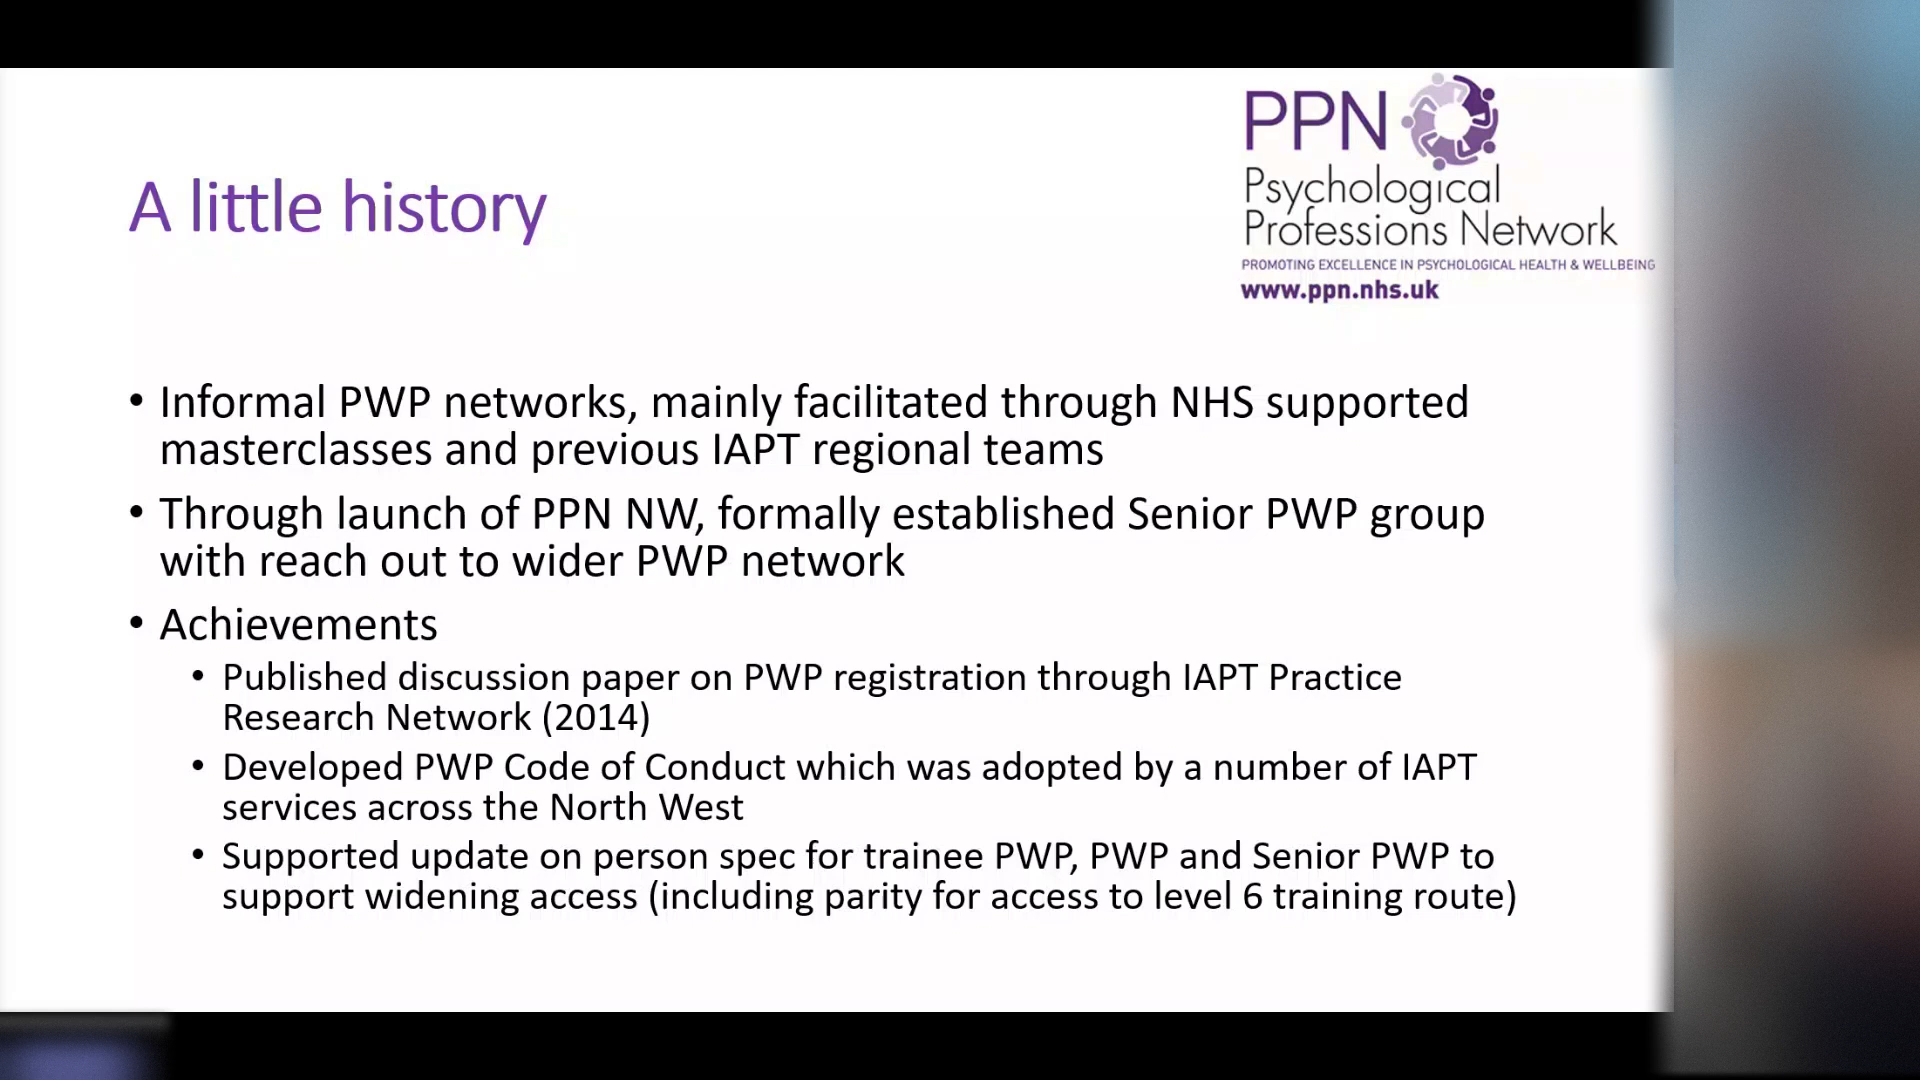 PPN
Psychological
Professions Network
PROMOTING EXCELLENCE IN PSYCHOLOGICAL HEALTH & WELLBEING
www.ppn.nhs.uk
A little history
• Informal PWP networks, mainly facilitated through NHS supported
masterclasses and previous IAPT regional teams
• Through launch of PPN NW, formally established Senior PWP group
with reach out to wider PWP network
• Achievements
• Published discussion paper on PWP registration through IAPT Practice
Research Network (2014)
• Developed PWP Code of Conduct which was adopted by a number of IAPT
services across the North West
• Supported update on person spec for trainee PWP, PWP and Senior PWP to
support widening access (including parity for access to level 6 training route)